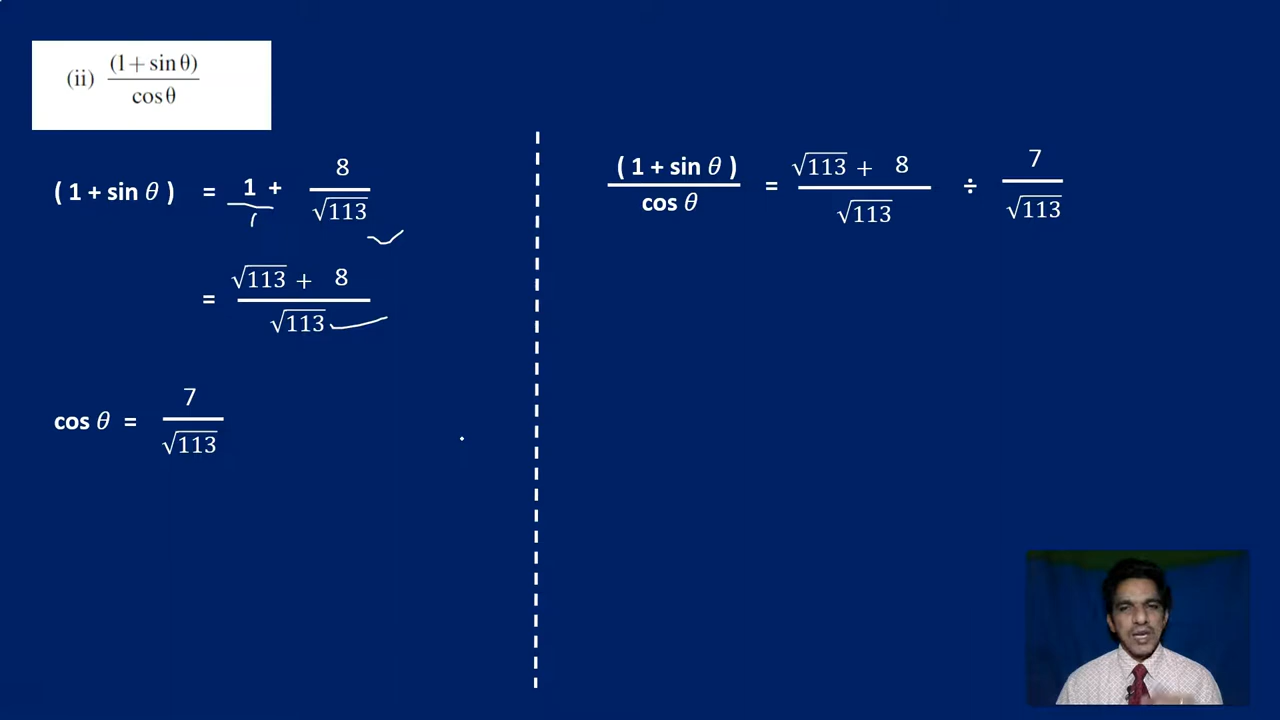 (ii) (1 + sin θ) / cos θ
( 1 + sin θ ) = 1 + 8 / √113
= √113 + 8 / √113
cos θ = 7 / √113
( 1 + sin θ ) / cos θ = √113 + 8 / √113 ÷ 7 / √113